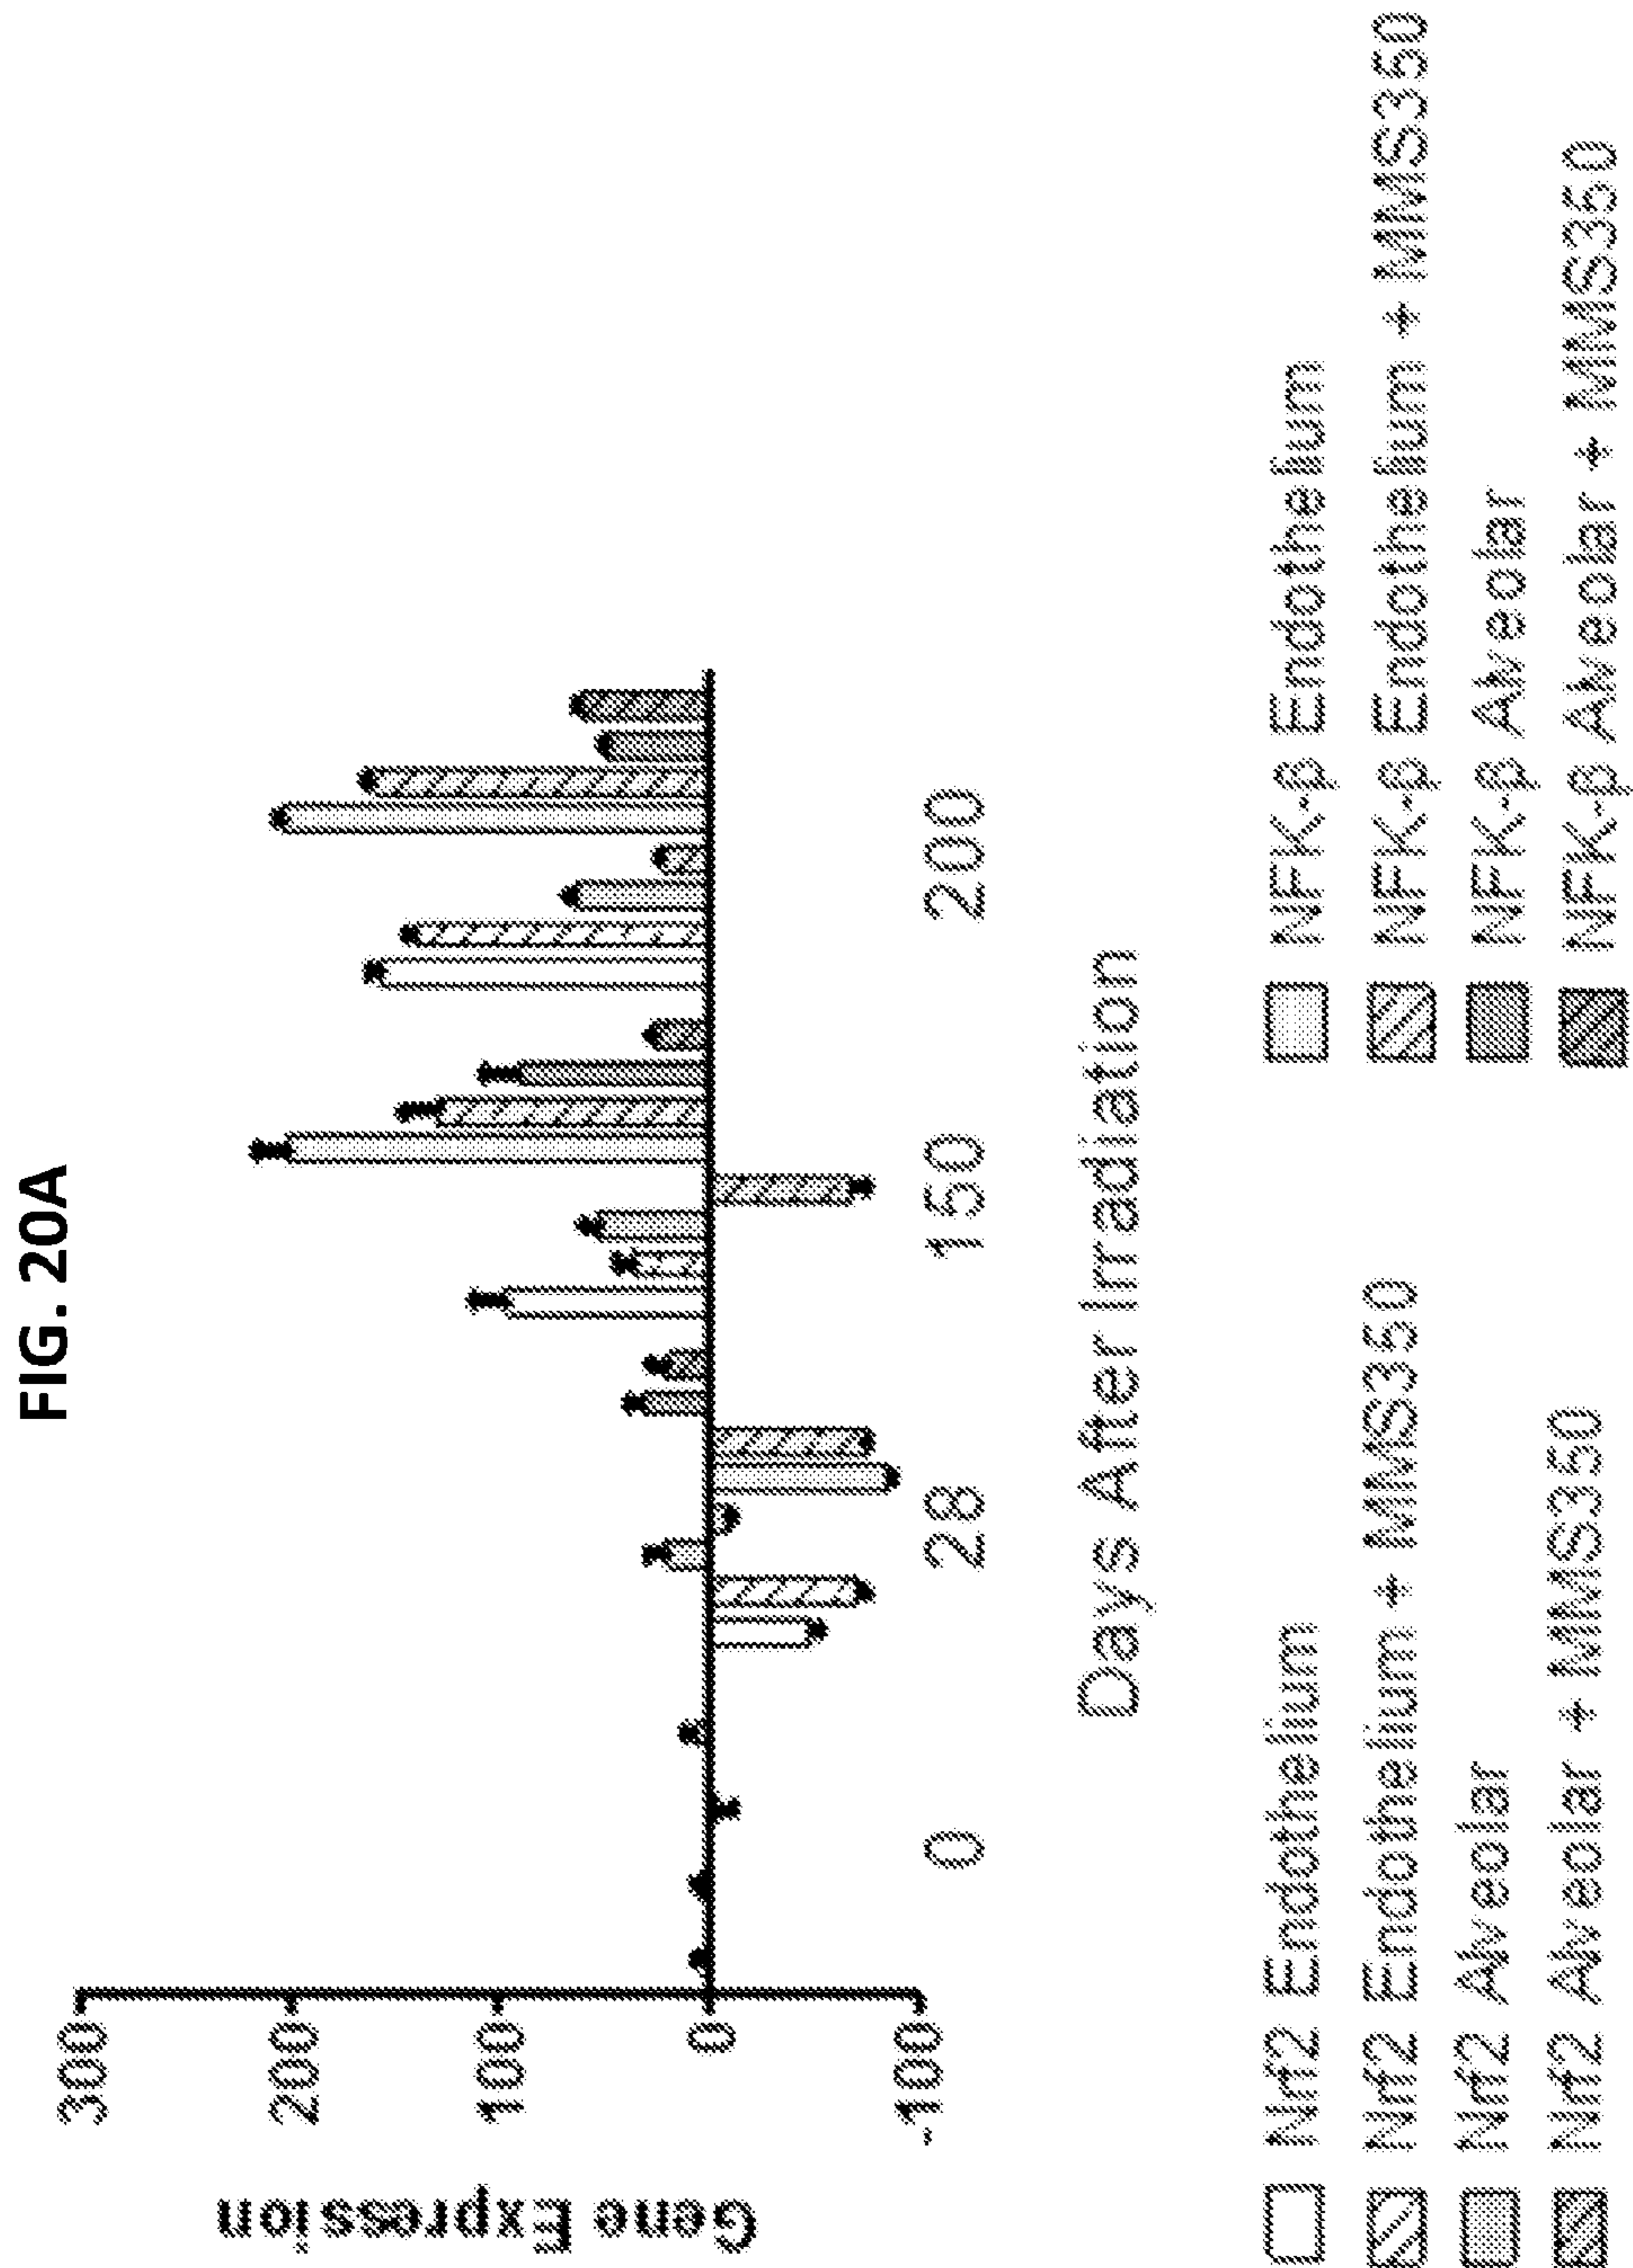 FIG. 20A
Gene Expression
300
200
100
0
-100
0
28
150
200
Days After Irradiation
Nrf2 Endothelium
Nrf2 Endothelium + MMS350
Nrf2 Alveolar
Nrf2 Alveolar + MMS350
NFK-β Endothelium
NFK-β Endothelium + MMS350
NFK-β Alveolar
NFK-β Alveolar + MMS350